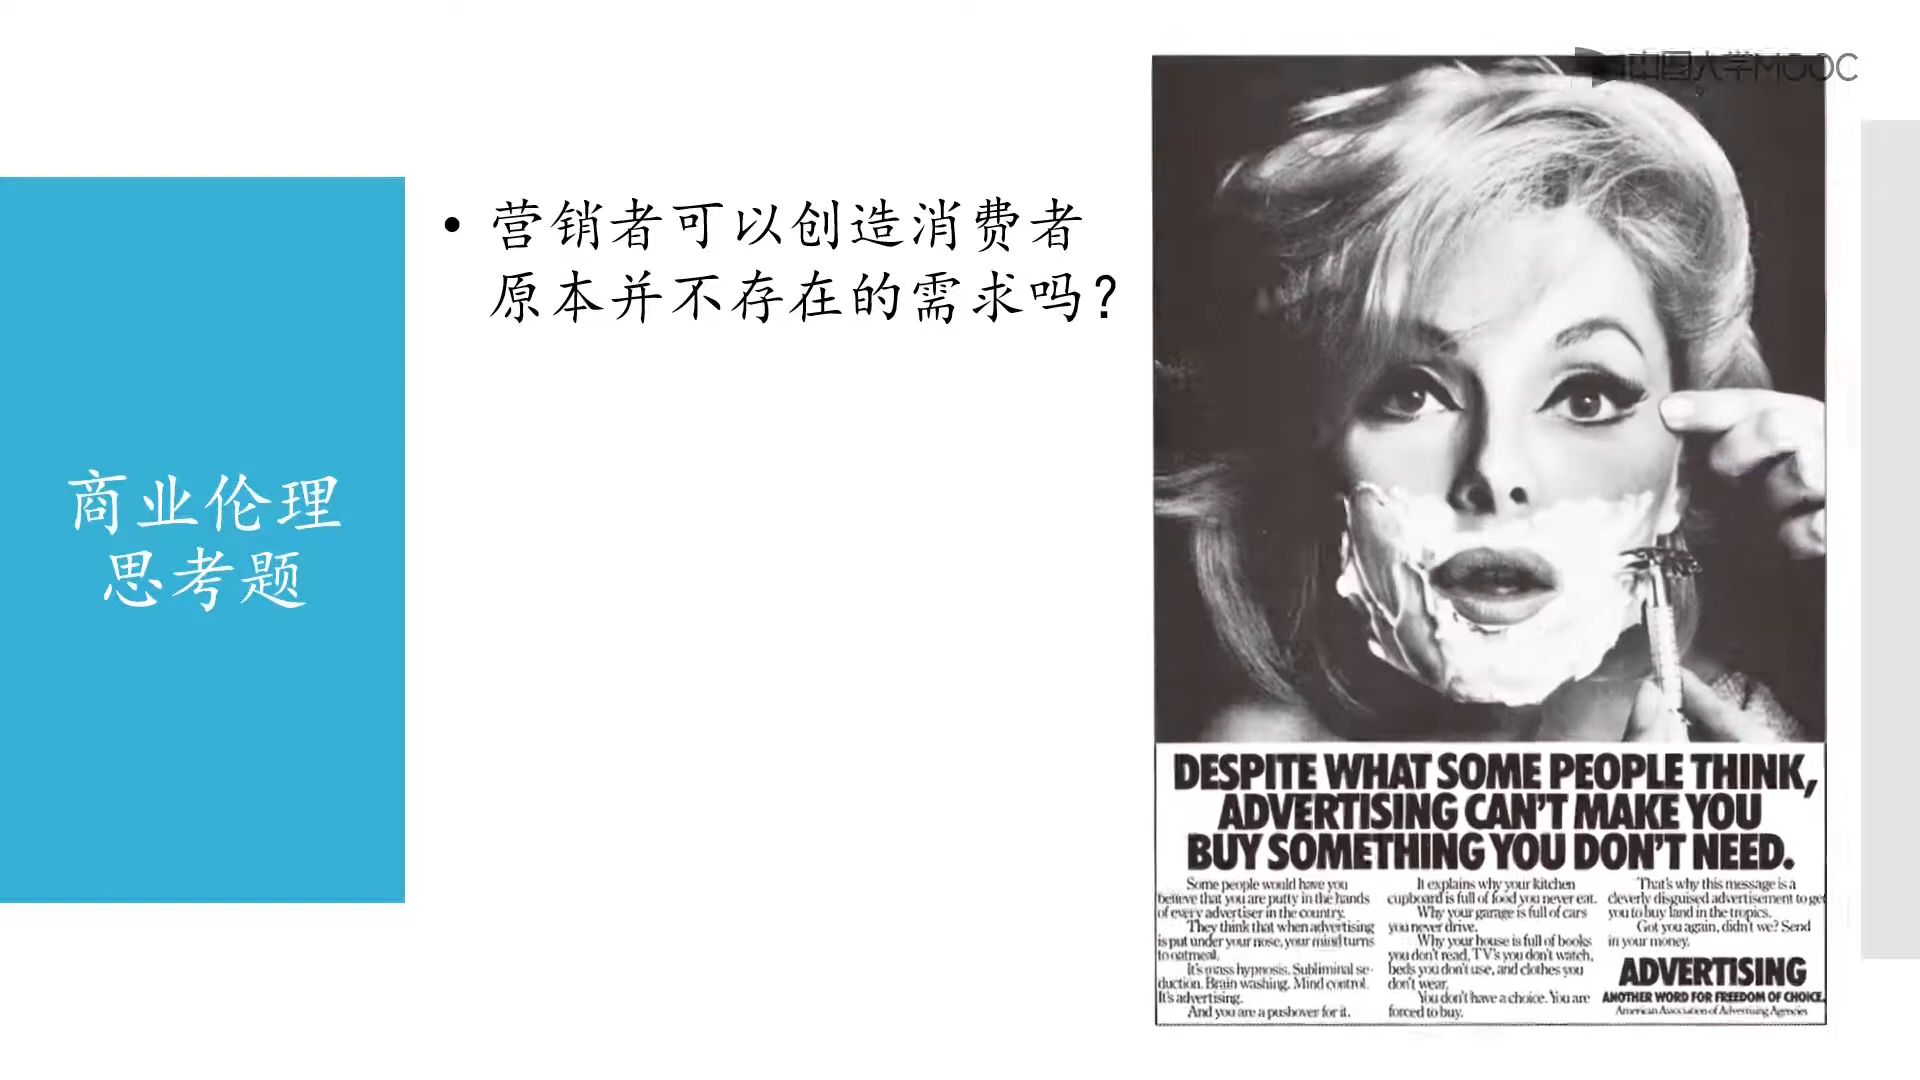 中国大学MOOC
• 营销者可以创造消费者
原本并不存在的需求吗？
商业伦理
思考题
DESPITE WHAT SOME PEOPLE THINK,
ADVERTISING CAN'T MAKE YOU
BUY SOMETHING YOU DON'T NEED.
Some people would have you
believe that you are putty in the hands
of every advertiser in the country.
They think that when advertising
is put under your nose, your mind turns
to oatmeal.
It's mass hypnosis. Subliminal se-
duction. Brain washing. Mind control.
It's advertising.
And you are a pushover for it.
It explains why your kitchen
cupboard is full of food you never eat.
Why your garage is full of cars
you never drive.
Why your house is full of books
you don't read, TV's you don't watch,
beds you don't use, and clothes you
don't wear.
You don't have a choice. You are
forced to buy.
That's why this message is a
cleverly disguised advertisement to get
you to buy land in the tropics.
Got you again, didn't we? Send
in your money.
ADVERTISING
ANOTHER WORD FOR FREEDOM OF CHOICE.
American Association of Advertising Agencies